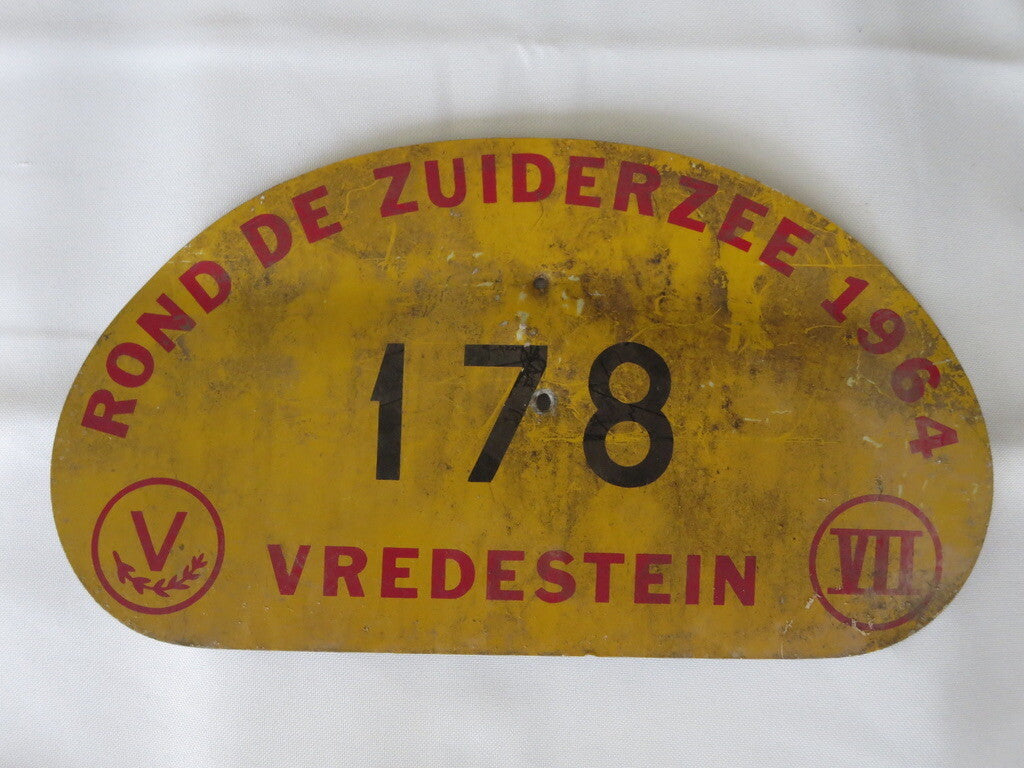 ROND DE ZUIDERZEE 1964
178
V
VREDESTEIN
VII